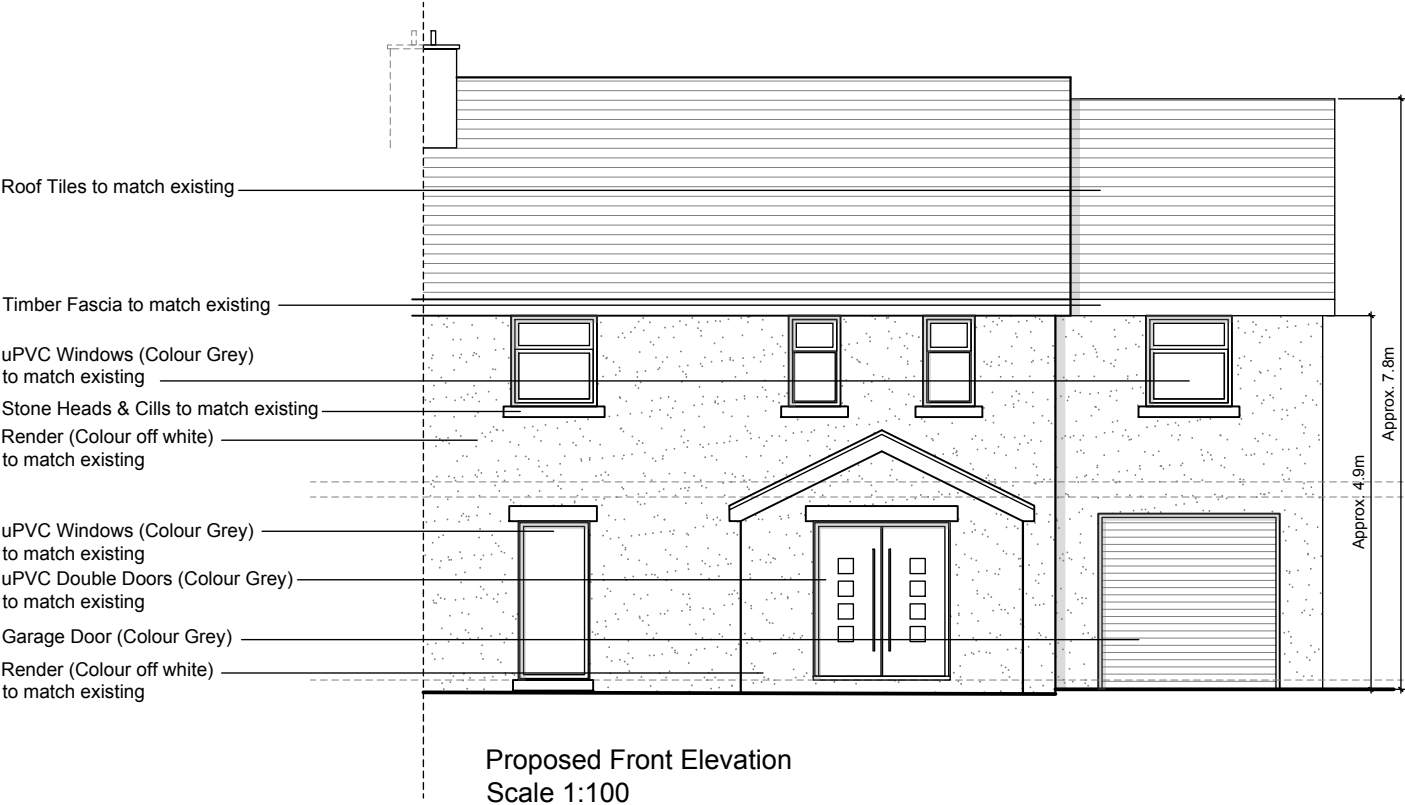 Roof Tiles to match existing
Timber Fascia to match existing
uPVC Windows (Colour Grey)
to match existing
Stone Heads & Cills to match existing
Render (Colour off white)
to match existing
uPVC Windows (Colour Grey)
to match existing
uPVC Double Doors (Colour Grey)
to match existing
Garage Door (Colour Grey)
Render (Colour off white)
to match existing
Approx. 4.9m
Approx. 7.8m
Proposed Front Elevation
Scale 1:100